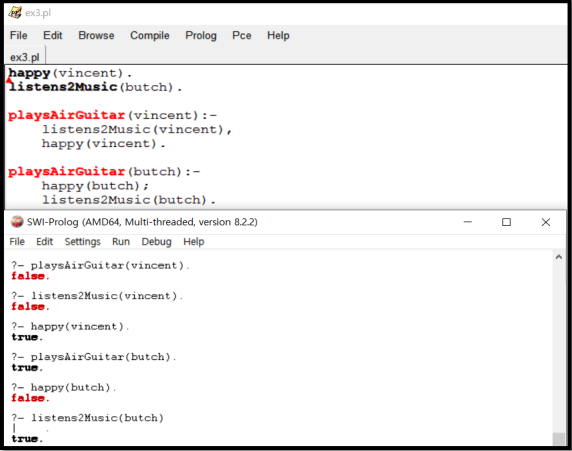 ex3.pl
File Edit Browse Compile Prolog Pce Help
ex3.pl
happy(vincent).
listens2Music(butch).
playsAirGuitar(vincent):-
listens2Music(vincent),
happy(vincent).
playsAirGuitar(butch):-
happy(butch);
listens2Music(butch).
SWI-Prolog (AMD64, Multi-threaded, version 8.2.2)
File Edit Settings Run Debug Help
?- playsAirGuitar(vincent).
false.
?- listens2Music(vincent).
false.
?- happy(vincent).
true.
?- playsAirGuitar(butch).
true.
?- happy(butch).
false.
?- listens2Music(butch)
| .
true.